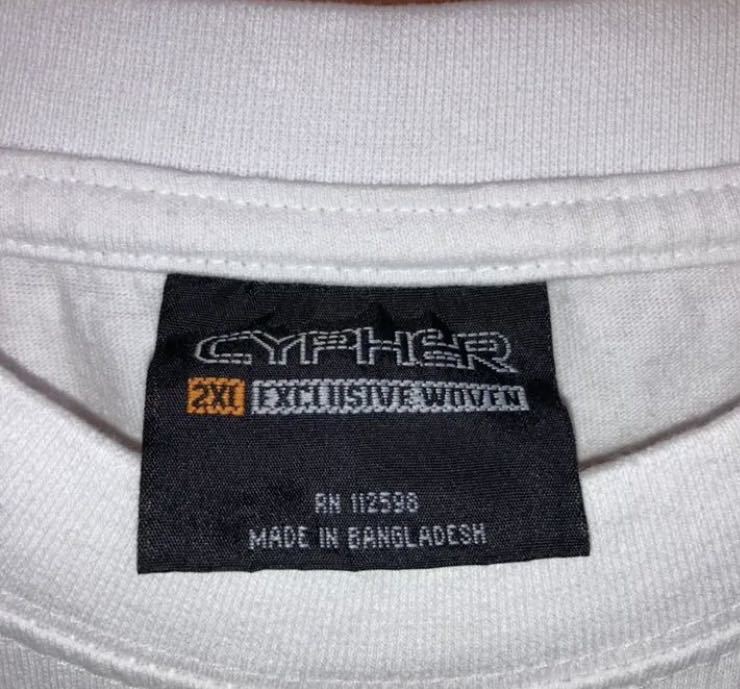 CYPHER
2XL EXCLUSIVE WOVEN
RN 112598
MADE IN BANGLADESH